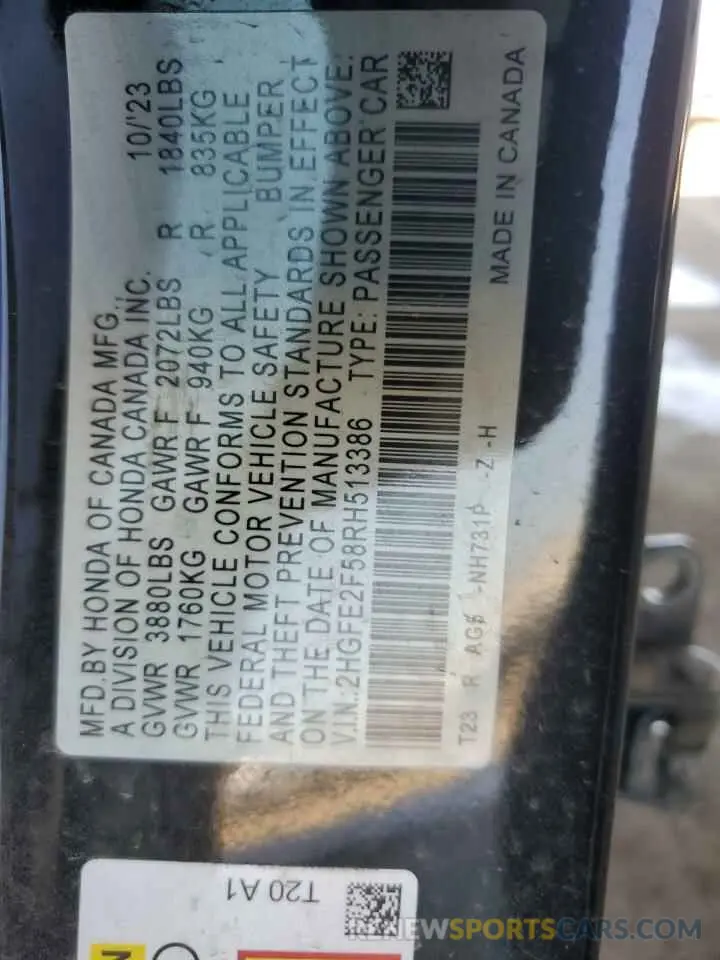 MFD. BY HONDA OF CANADA MFG., 10/'23
A DIVISION OF HONDA CANADA INC.
GVWR 3880LBS GAWR F 2072LBS R 1840LBS
GVWR 1760KG GAWR F 940KG R 835KG
THIS VEHICLE CONFORMS TO ALL APPLICABLE
FEDERAL MOTOR VEHICLE SAFETY, BUMPER,
AND THEFT PREVENTION STANDARDS IN EFFECT
ON THE DATE OF MANUFACTURE SHOWN ABOVE.
V.I.N.:2HGFE2F58RH513386 TYPE: PASSENGER CAR
T23 R -NH731P -Z -H
MADE IN CANADA
T20 A1
RENEWSPORTSCARS.COM